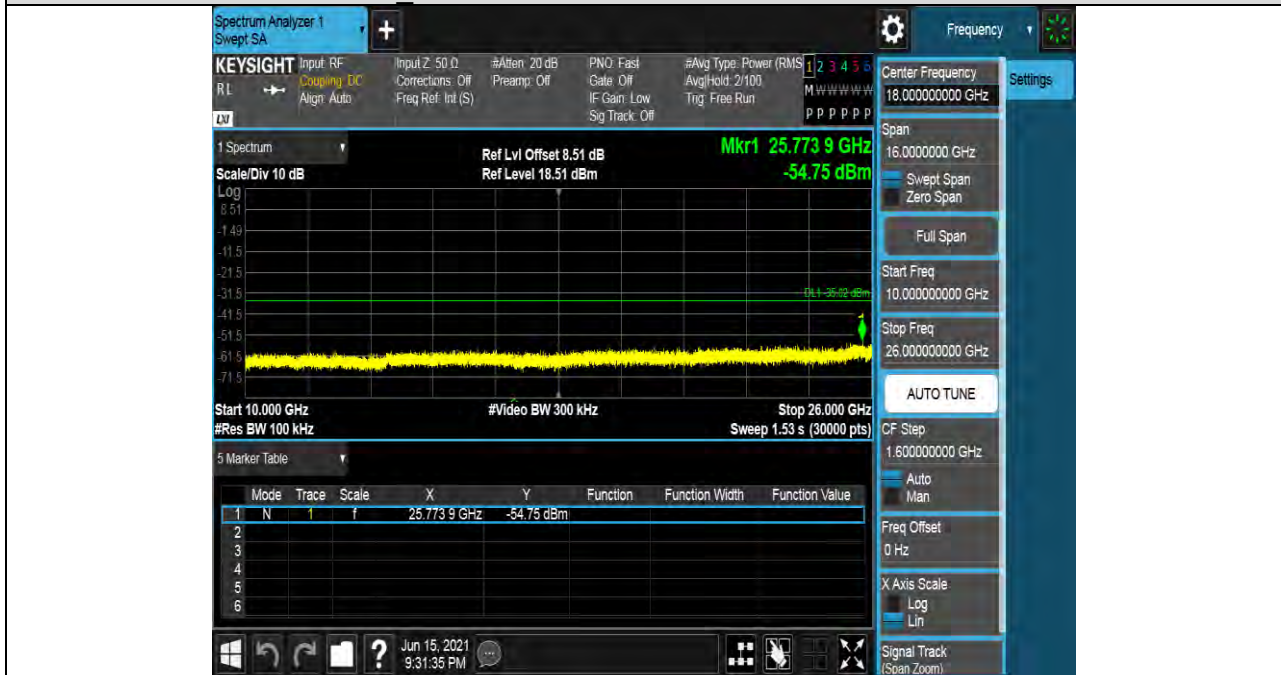 Spectrum Analyzer 1
Swept SA
+
Frequency
KEYSIGHT
RL
LXI
Input: RF
Coupling: DC
Align: Auto
Input Z: 50 Ω
Corrections: Off
Freq Ref: Int (S)
#Atten: 20 dB
Preamp: Off
PNO: Fast
Gate: Off
IF Gain: Low
Sig Track: Off
#Avg Type: Power (RMS
Avg|Hold: 2/100
Trig: Free Run
1 2 3 4 5 6
M W W W W W
P P P P P P
1 Spectrum
Scale/Div 10 dB
Ref Lvl Offset 8.51 dB
Ref Level 18.51 dBm
Mkr1 25.773 9 GHz
-54.75 dBm
Log
8.51
-1.49
-11.5
-21.5
-31.5
-41.5
-51.5
-61.5
-71.5
DL1 -35.02 dBm
1
Start 10.000 GHz
#Video BW 300 kHz
Stop 26.000 GHz
#Res BW 100 kHz
Sweep 1.53 s (30000 pts)
5 Marker Table
Mode Trace Scale X Y Function Function Width Function Value
1 N 1 f 25.773 9 GHz -54.75 dBm
2
3
4
5
6
?
Jun 15, 2021
9:31:35 PM
Center Frequency
18.000000000 GHz
Settings
Span
16.0000000 GHz
Swept Span
Zero Span
Full Span
Start Freq
10.000000000 GHz
Stop Freq
26.000000000 GHz
AUTO TUNE
CF Step
1.600000000 GHz
Auto
Man
Freq Offset
0 Hz
X Axis Scale
Log
Lin
Signal Track
(Span Zoom)